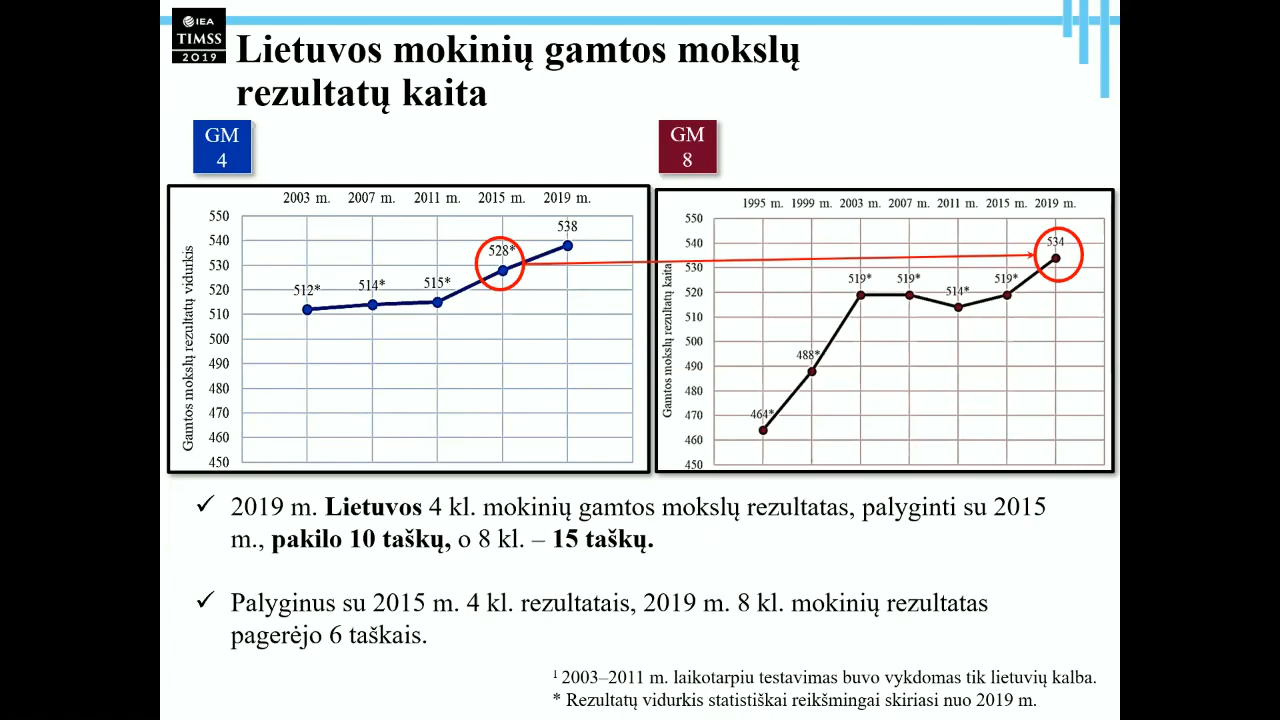 IEA
TIMSS
2019
Lietuvos mokinių gamtos mokslų
rezultatų kaita
GM
4
GM
8
2003 m. 2007 m. 2011 m. 2015 m. 2019 m.
550
540
530
520
510
500
490
480
470
460
450
Gamtos mokslų rezultatų vidurkis
512*
514*
515*
528*
538
1995 m. 1999 m. 2003 m. 2007 m. 2011 m. 2015 m. 2019 m.
550
540
530
520
510
500
490
480
470
460
450
Gamtos mokslų rezultatų kaita
464*
488*
519*
519*
514*
519*
534
✓ 2019 m. Lietuvos 4 kl. mokinių gamtos mokslų rezultatas, palyginti su 2015
m., pakilo 10 taškų, o 8 kl. – 15 taškų.
✓ Palyginus su 2015 m. 4 kl. rezultatais, 2019 m. 8 kl. mokinių rezultatas
pagerėjo 6 taškais.
¹ 2003–2011 m. laikotarpiu testavimas buvo vykdomas tik lietuvių kalba.
* Rezultatų vidurkis statistiškai reikšmingai skiriasi nuo 2019 m.